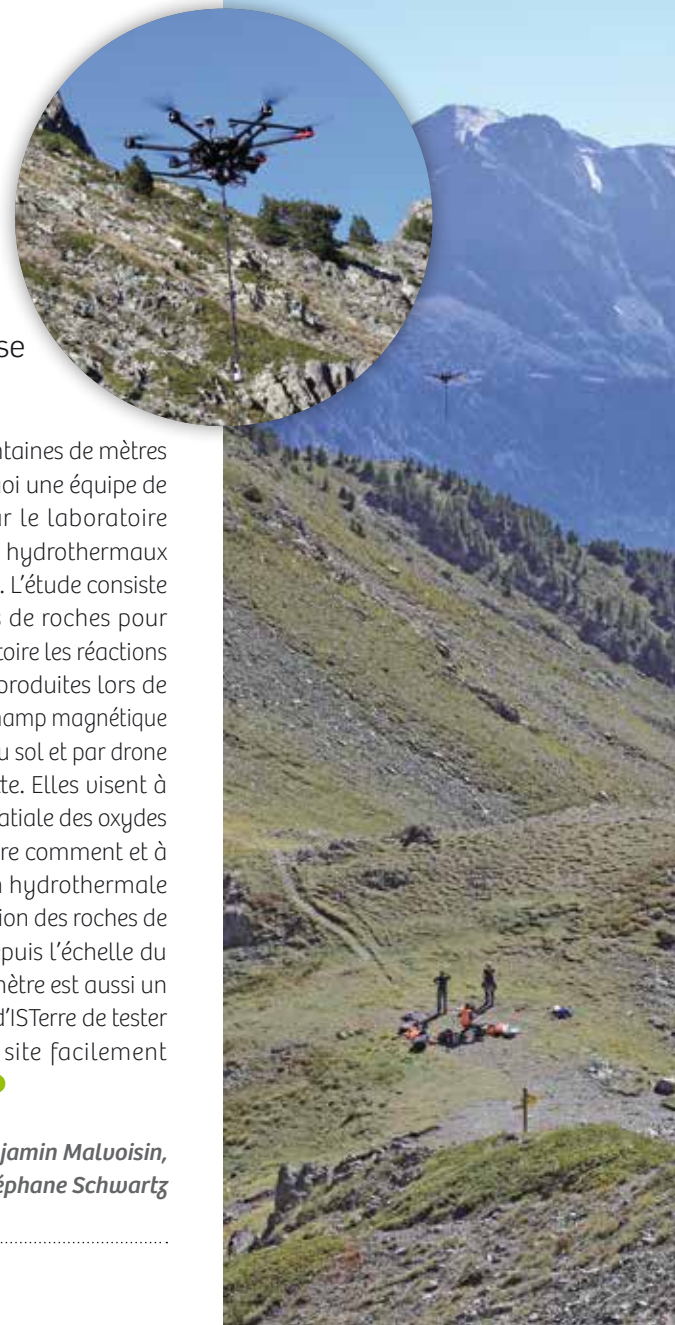 se
ntaines de mètres
oi une équipe de
r le laboratoire
hydrothermaux
. L’étude consiste
s de roches pour
toire les réactions
produites lors de
hamp magnétique
u sol et par drone
te. Elles visent à
atiale des oxydes
re comment et à
n hydrothermale
ion des roches de
puis l’échelle du
mètre est aussi un
d’ISTerre de tester
site facilement
jamin Malvoisin,
éphane Schwartz